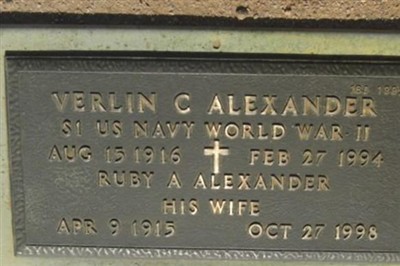 VERLIN C ALEXANDER
S1 US NAVY WORLD WAR II
AUG 15 1916 FEB 27 1994
RUBY A ALEXANDER
HIS WIFE
APR 9 1915 OCT 27 1998